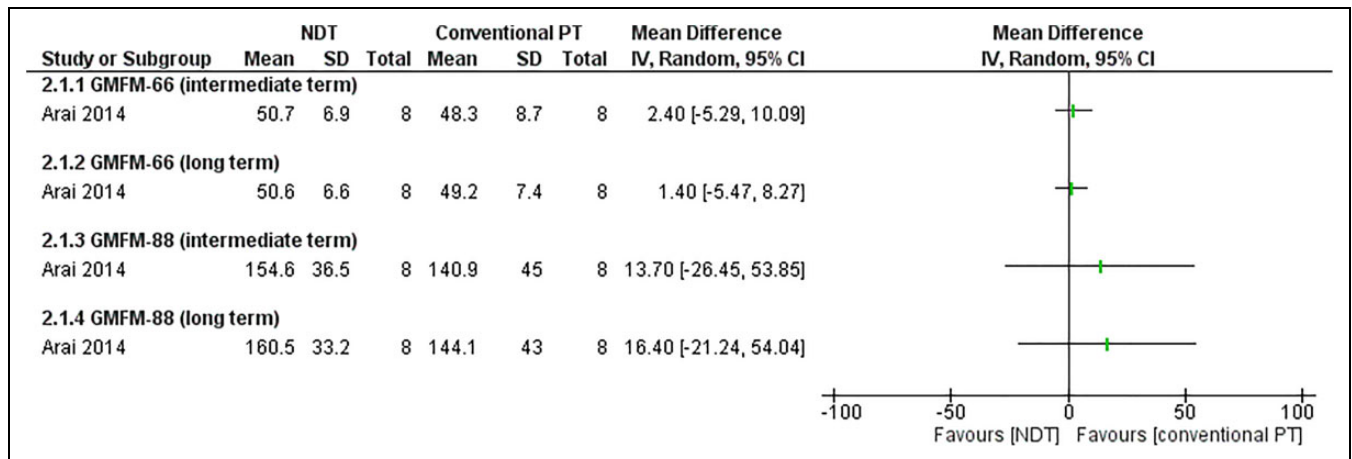 NDT Conventional PT Mean Difference Mean Difference
Study or Subgroup Mean SD Total Mean SD Total IV, Random, 95% CI IV, Random, 95% CI
2.1.1 GMFM-66 (intermediate term)
Arai 2014 50.7 6.9 8 48.3 8.7 8 2.40 [-5.29, 10.09]
2.1.2 GMFM-66 (long term)
Arai 2014 50.6 6.6 8 49.2 7.4 8 1.40 [-5.47, 8.27]
2.1.3 GMFM-88 (intermediate term)
Arai 2014 154.6 36.5 8 140.9 45 8 13.70 [-26.45, 53.85]
2.1.4 GMFM-88 (long term)
Arai 2014 160.5 33.2 8 144.1 43 8 16.40 [-21.24, 54.04]
-100 -50 0 50 100
Favours [NDT] Favours [conventional PT]